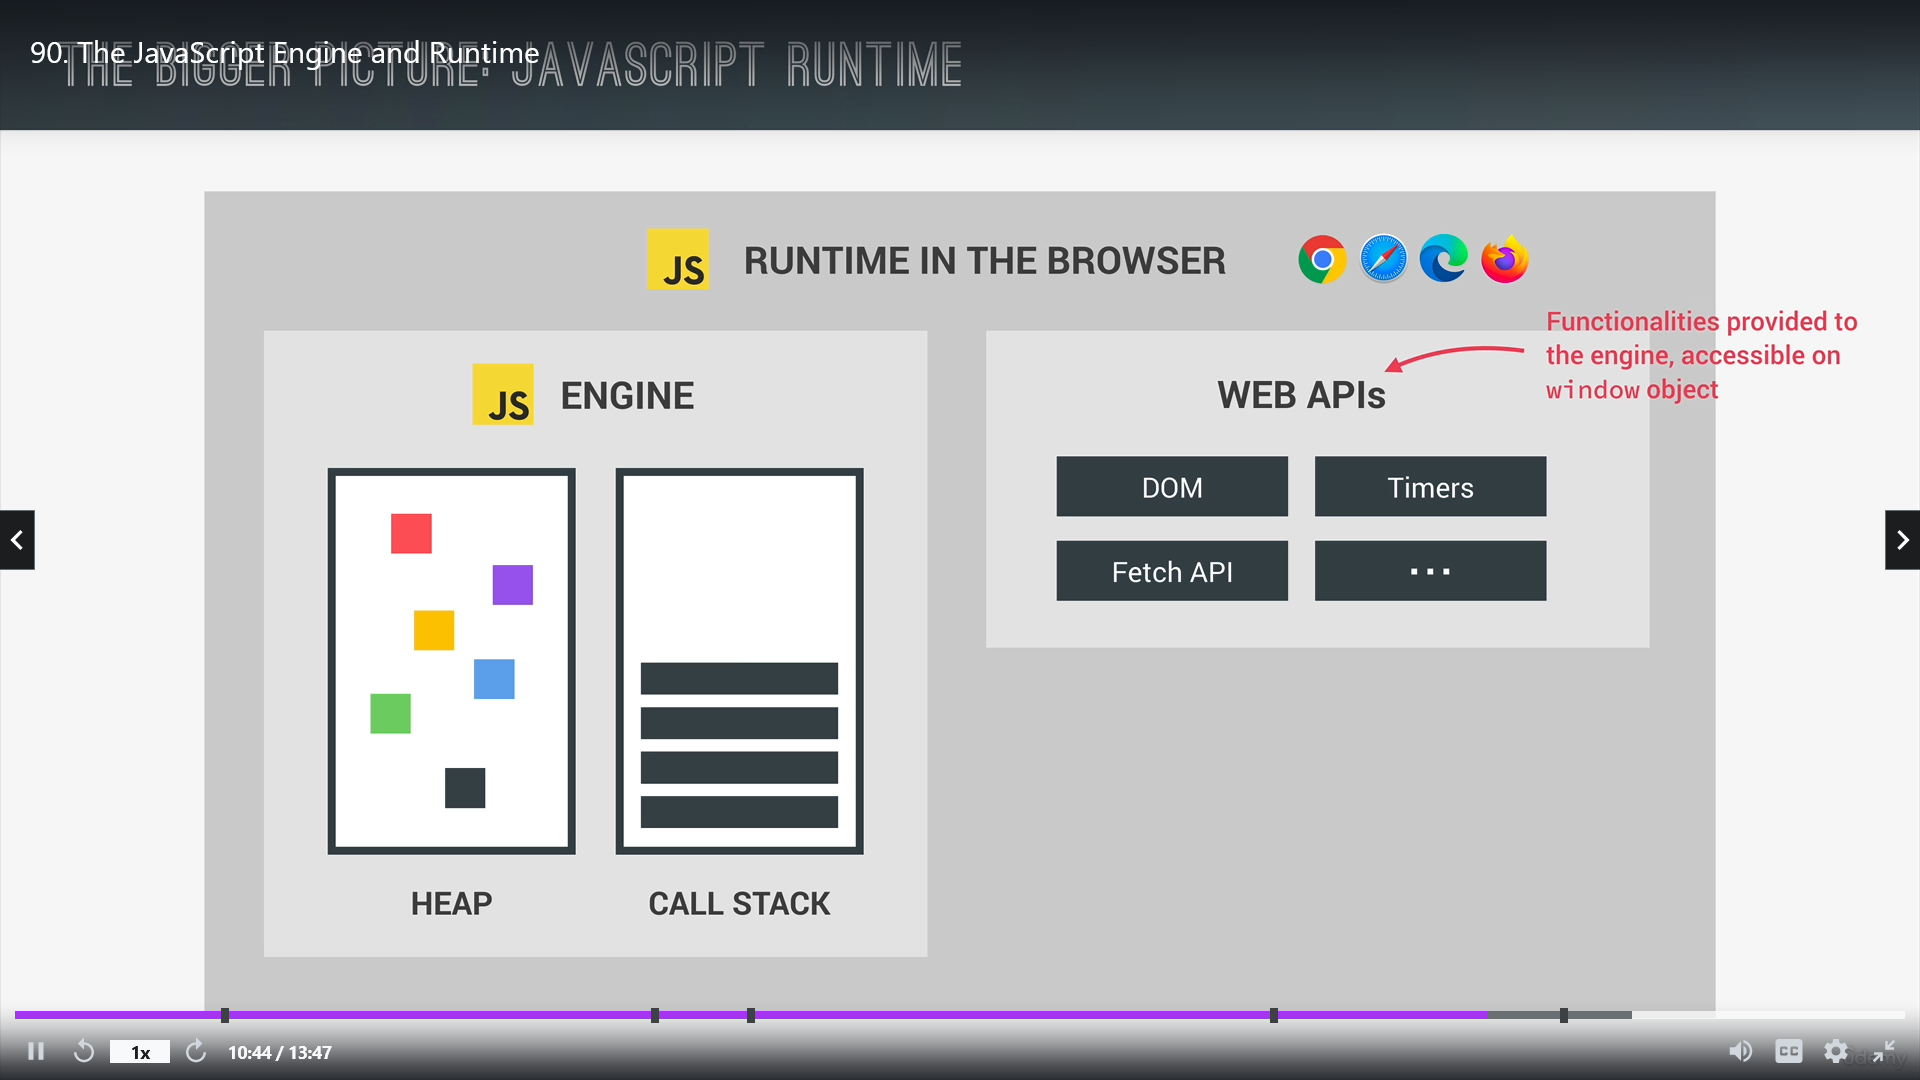 90. The JavaScript Engine and Runtime
THE BIGGER PICTURE: JAVASCRIPT RUNTIME
JS RUNTIME IN THE BROWSER
Functionalities provided to
the engine, accessible on
window object
JS ENGINE
WEB APIs
DOM
Timers
Fetch API
...
HEAP
CALL STACK
1x
10:44 / 13:47
CC
Udemy